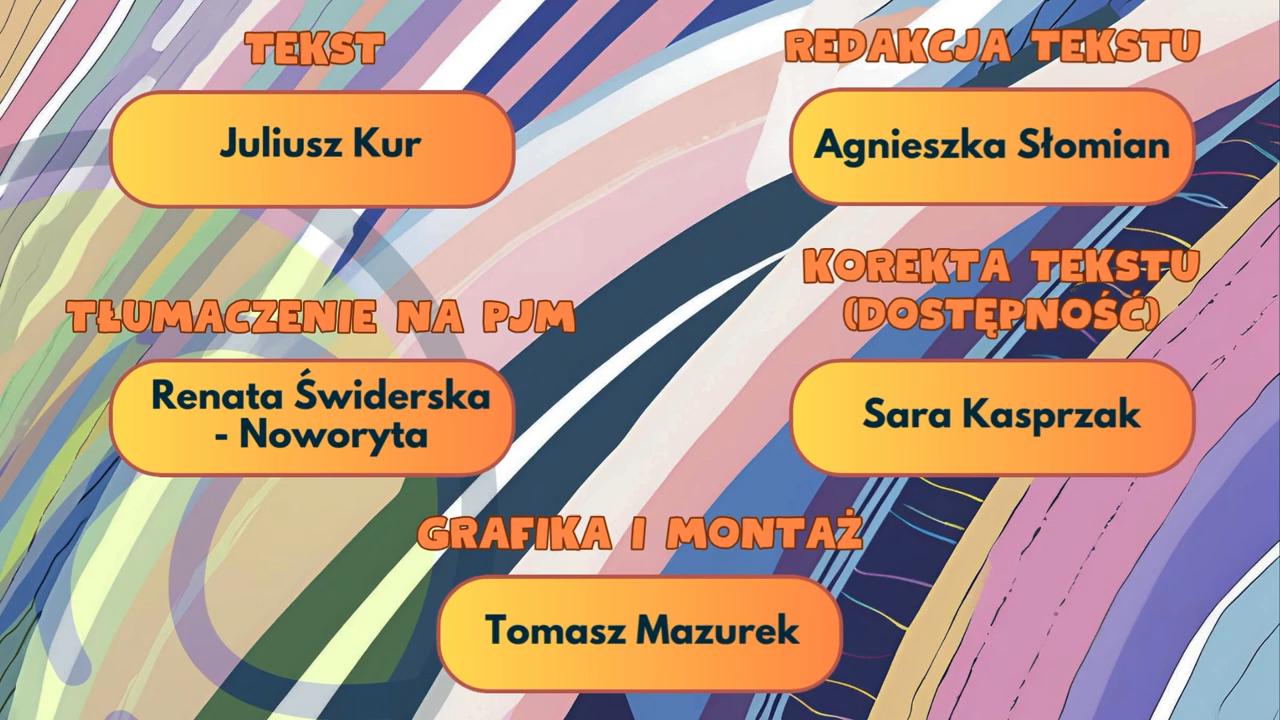 TEKST
Juliusz Kur
REDAKCJA TEKSTU
Agnieszka Słomian
TŁUMACZENIE NA PJM
Renata Świderska
- Noworyta
KOREKTA TEKSTU
(DOSTĘPNOŚĆ)
Sara Kasprzak
GRAFIKA I MONTAŻ
Tomasz Mazurek